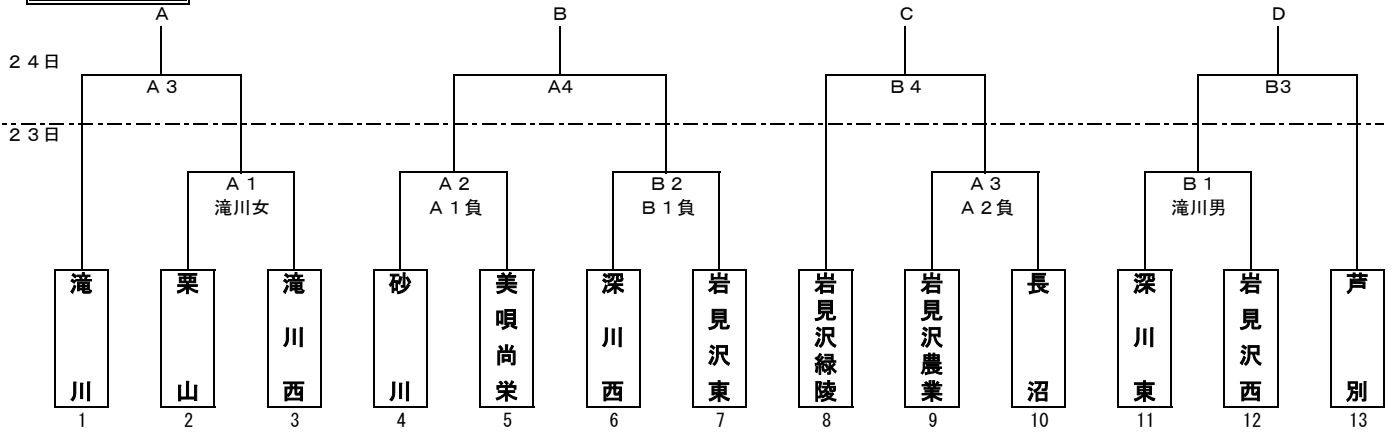 A B C D
２４日
Ａ３ A4 Ｂ４ B3
２３日
Ａ１ Ａ２ Ｂ２ Ａ３ Ｂ１
滝川女 Ａ１負 Ｂ１負 Ａ２負 滝川男
滝川
栗山
滝川西
砂川
美唄尚栄
深川西
岩見沢東
岩見沢緑陵
岩見沢農業
長沼
深川東
岩見沢西
芦別
1 2 3 4 5 6 7 8 9 10 11 12 13